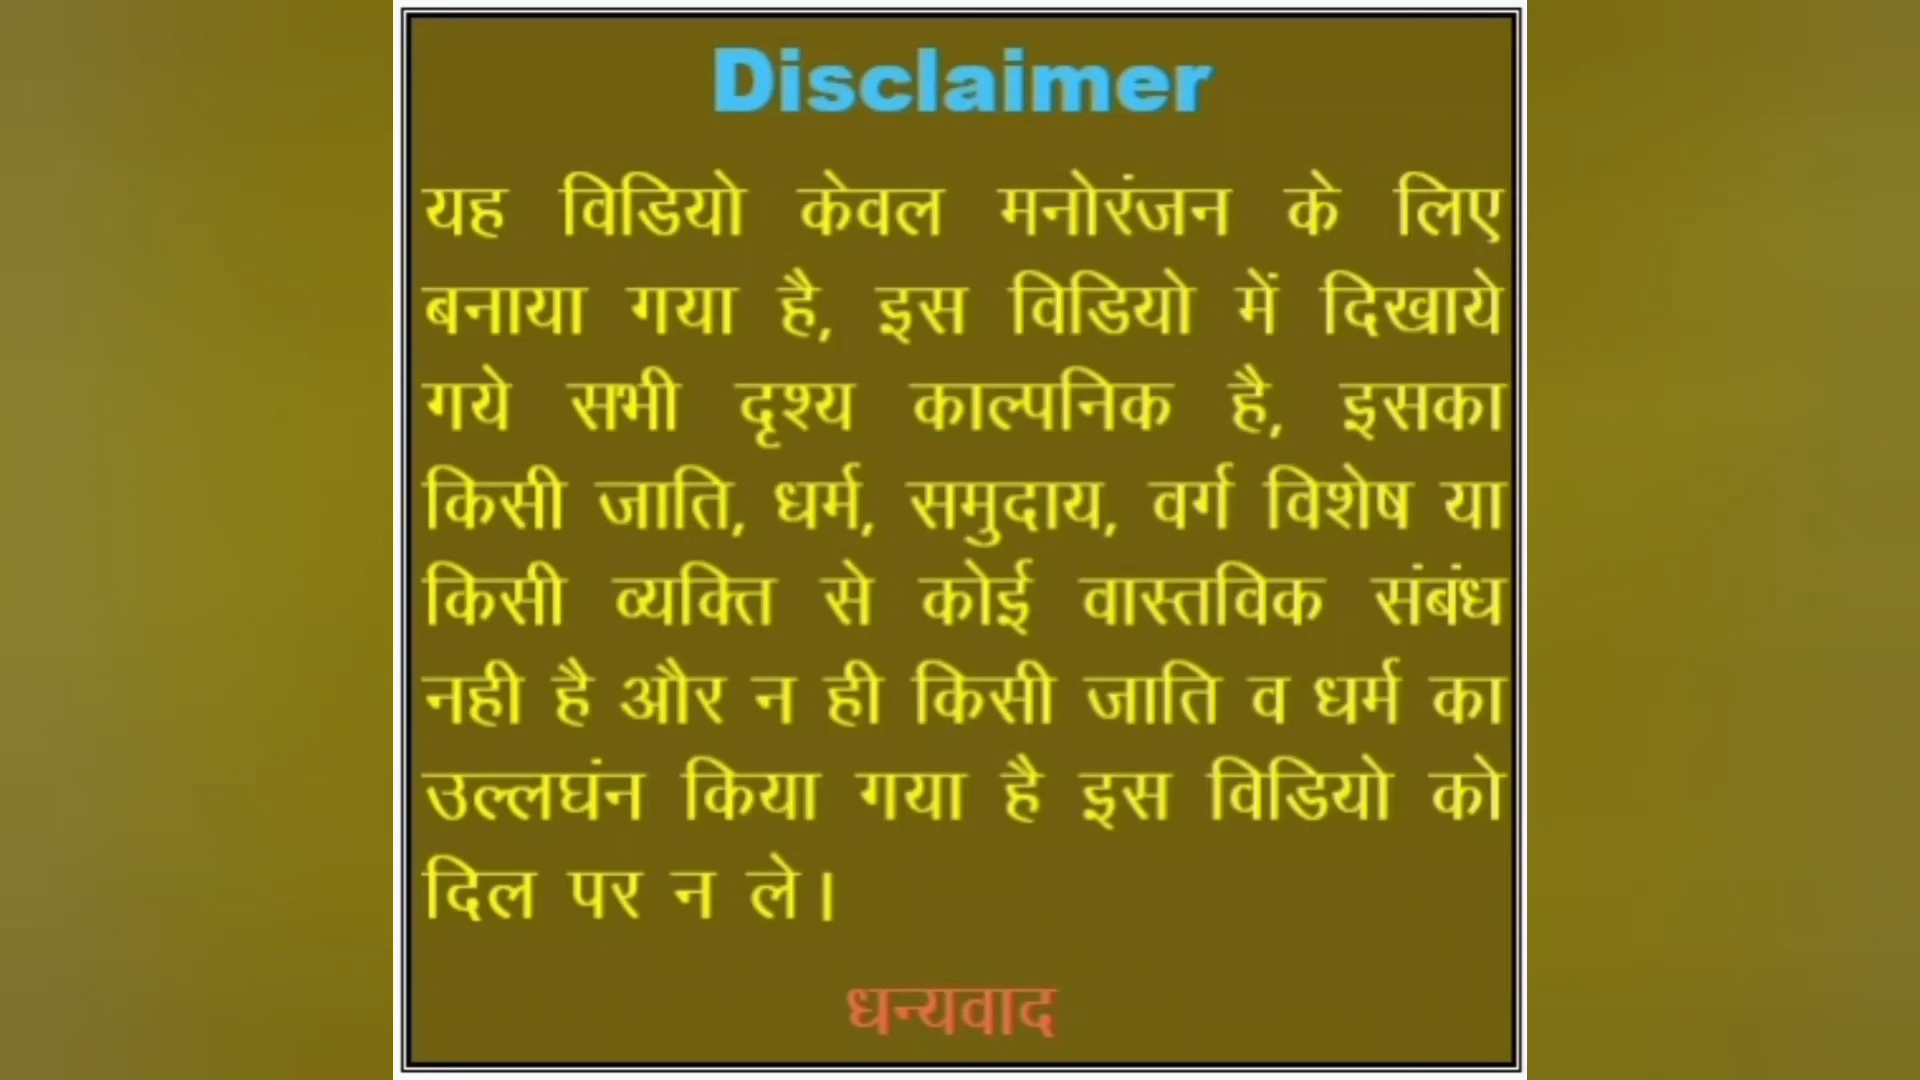 Disclaimer
यह विडियो केवल मनोरंजन के लिए
बनाया गया है, इस विडियो में दिखाये
गये सभी दृश्य काल्पनिक है, इसका
किसी जाति, धर्म, समुदाय, वर्ग विशेष या
किसी व्यक्ति से कोई वास्तविक संबंध
नही है और न ही किसी जाति व धर्म का
उल्लघंन किया गया है इस विडियो को
दिल पर न ले।
धन्यवाद